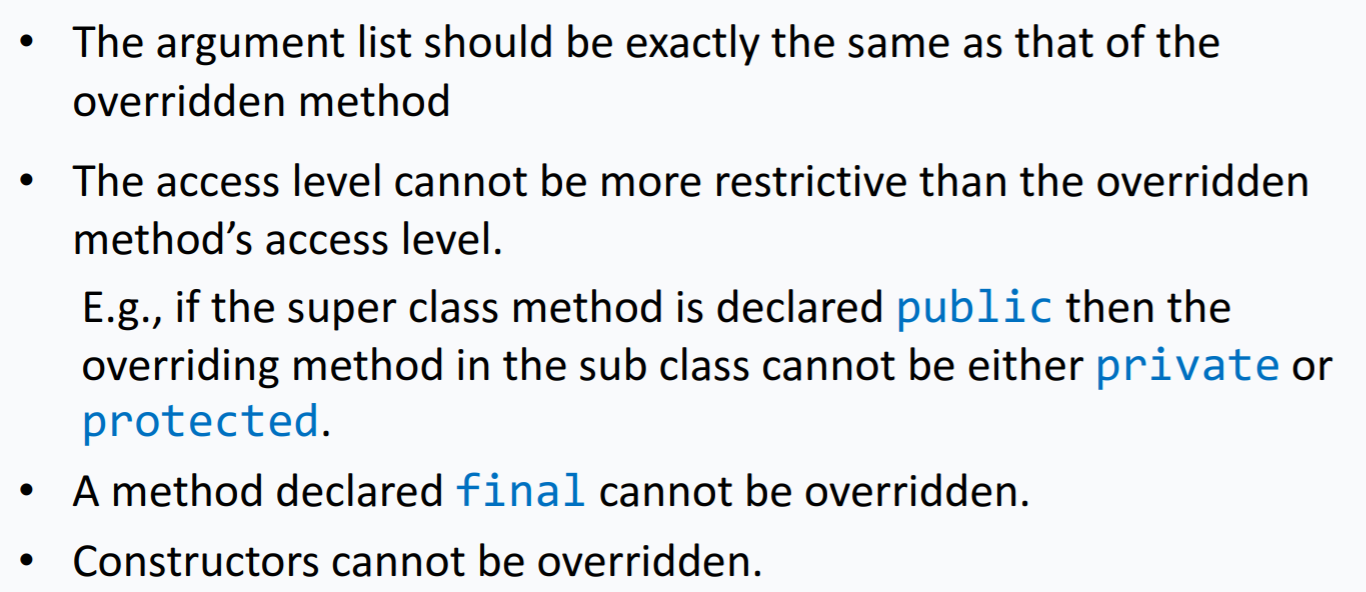 • The argument list should be exactly the same as that of the
overridden method
• The access level cannot be more restrictive than the overridden
method’s access level.
E.g., if the super class method is declared public then the
overriding method in the sub class cannot be either private or
protected.
• A method declared final cannot be overridden.
• Constructors cannot be overridden.